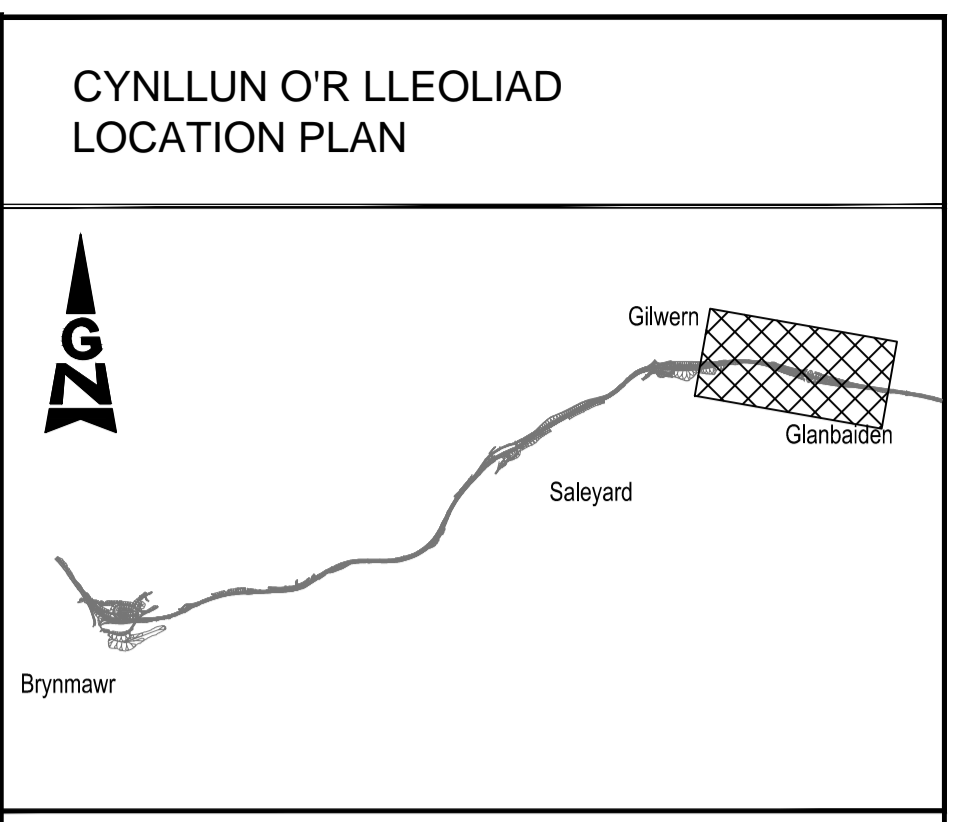 CYNLLUN O'R LLEOLIAD
LOCATION PLAN
G
N
Gilwern
Glanbaiden
Saleyard
Brynmawr